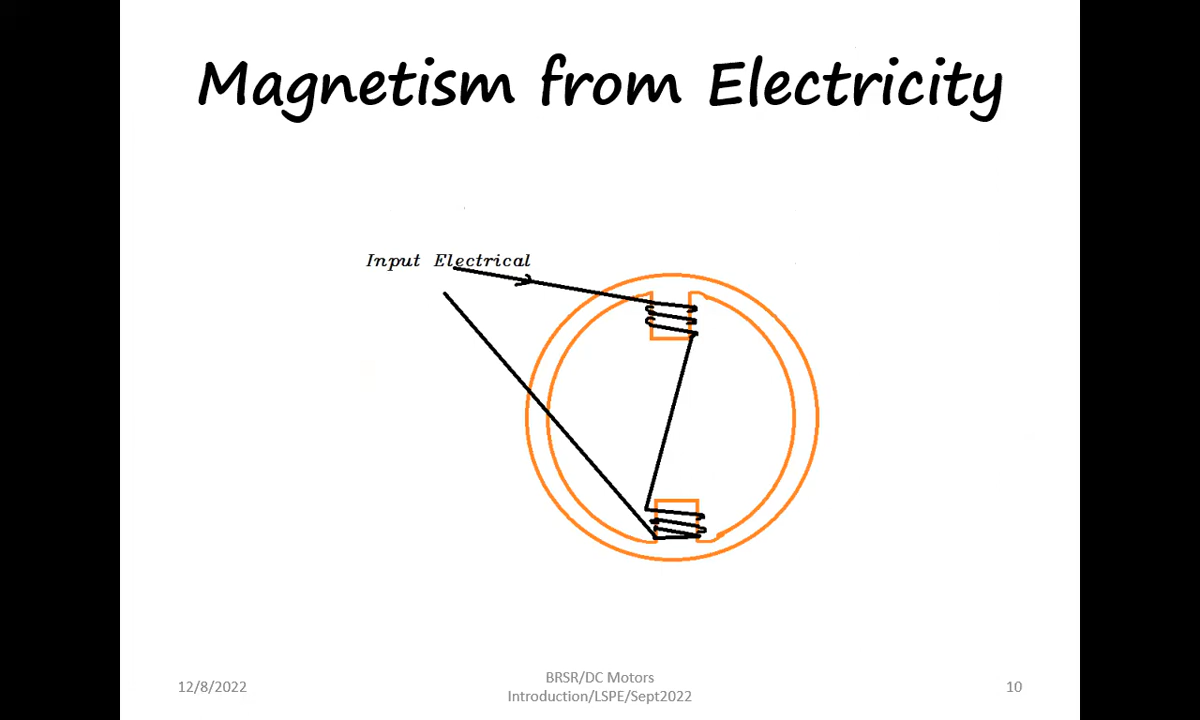 Magnetism from Electricity
Input Electrical
12/8/2022
BRSR/DC Motors
Introduction/LSPE/Sept2022
10